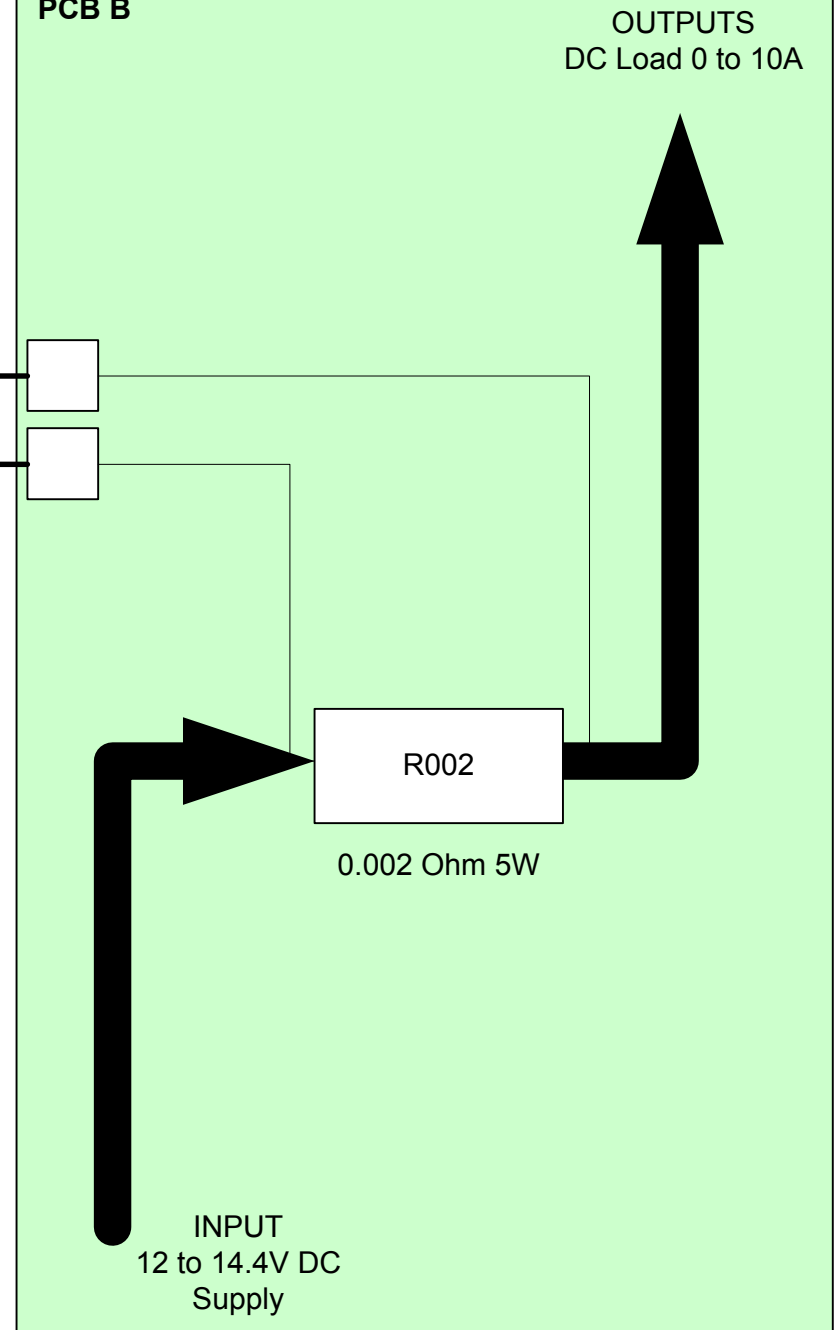 PCB B
OUTPUTS
DC Load 0 to 10A
R002
0.002 Ohm 5W
INPUT
12 to 14.4V DC
Supply